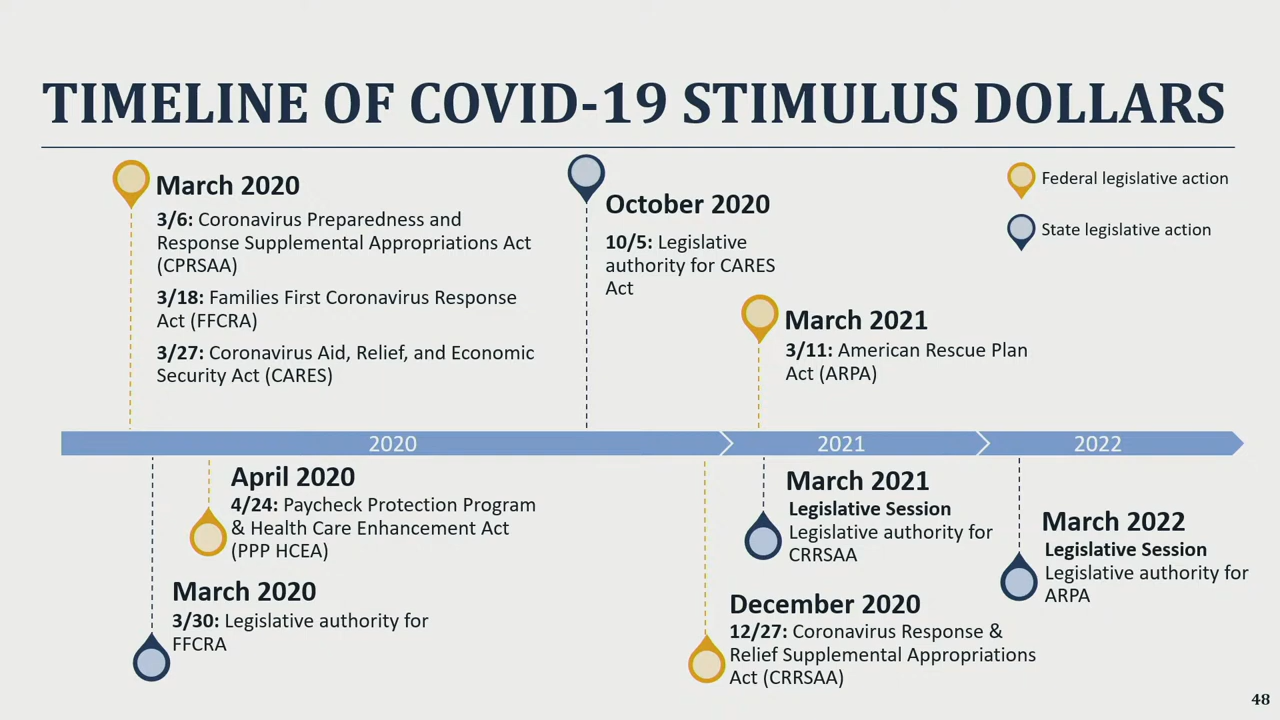 TIMELINE OF COVID-19 STIMULUS DOLLARS
March 2020
3/6: Coronavirus Preparedness and
Response Supplemental Appropriations Act
(CPRSAA)
3/18: Families First Coronavirus Response
Act (FFCRA)
3/27: Coronavirus Aid, Relief, and Economic
Security Act (CARES)
October 2020
10/5: Legislative
authority for CARES
Act
Federal legislative action
State legislative action
March 2021
3/11: American Rescue Plan
Act (ARPA)
2020
2021
2022
April 2020
4/24: Paycheck Protection Program
& Health Care Enhancement Act
(PPP HCEA)
March 2020
3/30: Legislative authority for
FFCRA
March 2021
Legislative Session
Legislative authority for
CRRSAA
December 2020
12/27: Coronavirus Response &
Relief Supplemental Appropriations
Act (CRRSAA)
March 2022
Legislative Session
Legislative authority for
ARPA
48